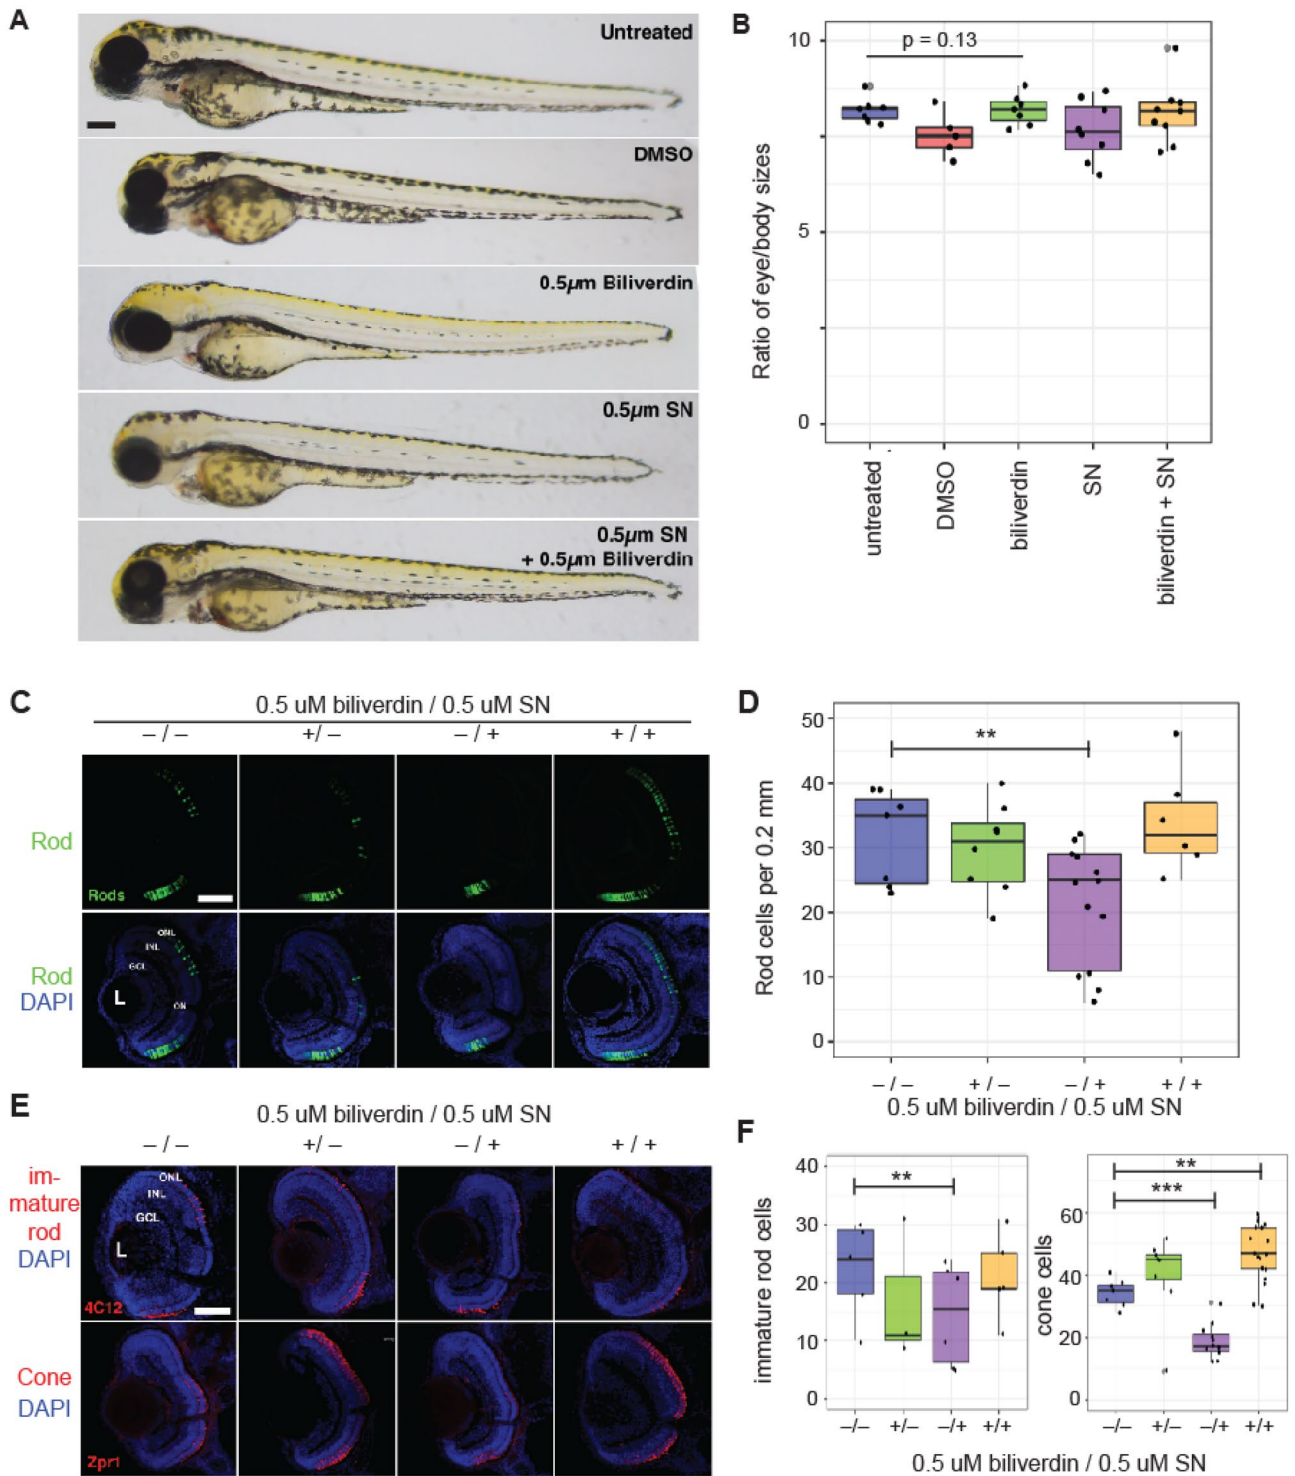 A
Untreated
DMSO
0.5µm Biliverdin
0.5µm SN
0.5µm SN
+ 0.5µm Biliverdin
B
p = 0.13
10
5
0
Ratio of eye/body sizes
untreated
DMSO
biliverdin
SN
biliverdin + SN
C
0.5 uM biliverdin / 0.5 uM SN
– / –
+/ –
– / +
+ / +
Rod
Rods
Rod
DAPI
ONL
INL
GCL
L
ON
D
**
50
40
30
20
10
0
Rod cells per 0.2 mm
– / –
+ / –
– / +
+ / +
0.5 uM biliverdin / 0.5 uM SN
E
0.5 uM biliverdin / 0.5 uM SN
– / –
+/ –
– / +
+ / +
im-
mature
rod
DAPI
ONL
INL
GCL
L
4C12
Cone
DAPI
Zpr1
F
**
40
30
20
10
0
immature rod cells
–/–
+/–
–/+
+/+
**
***
60
40
20
0
cone cells
–/–
+/–
–/+
+/+
0.5 uM biliverdin / 0.5 uM SN